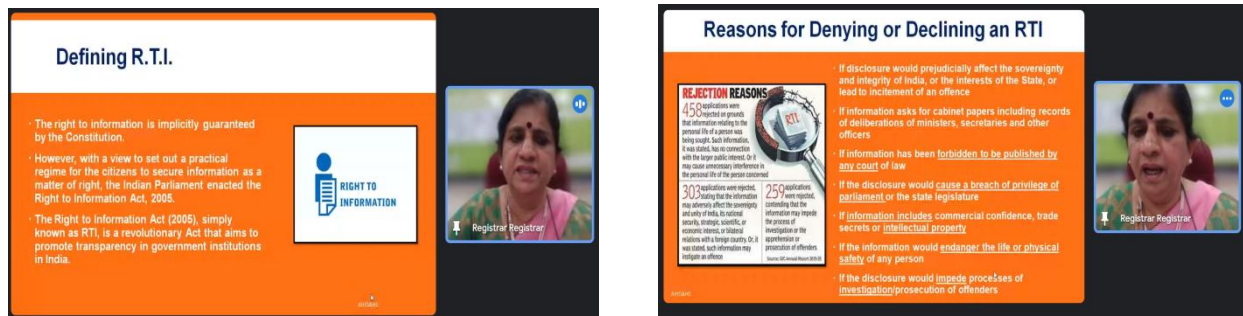 Defining R.T.I.
· The right to information is implicitly guaranteed
by the Constitution.
· However, with a view to set out a practical
regime for the citizens to secure information as a
matter of right, the Indian Parliament enacted the
Right to Information Act, 2005.
· The Right to Information Act (2005), simply
known as RTI, is a revolutionary Act that aims to
promote transparency in government institutions
in India.
RIGHT TO
INFORMATION
Registrar Registrar
Reasons for Denying or Declining an RTI
REJECTION REASONS
458 applications were
rejected on grounds
that information relating to the
personal life of a person was
being sought. Such information,
it was stated, has no connection
with the larger public interest. Or it
may cause unnecessary interference in
the personal life of the person concerned
RTI
303 applications were rejected,
stating that the information
may adversely affect the sovereignty
and unity of India, its national
security, strategic, scientific, or
economic interest, or bilateral
relations with a foreign country. Or, it
was stated, such information may
instigate an offence
259 applications
were rejected,
contending that the
information may impede
the process of
investigation or the
apprehension or
prosecution of offenders
Source: CIC Annual Report
· If disclosure would prejudicially affect the sovereignty
and integrity of India, or the interests of the State, or
lead to incitement of an offence
· If information asks for cabinet papers including records
of deliberations of ministers, secretaries and other
officers
· If information has been forbidden to be published by
any court of law
· If the disclosure would cause a breach of privilege of
parliament or the state legislature
· If information includes commercial confidence, trade
secrets or intellectual property
· If the information would endanger the life or physical
safety of any person
· If the disclosure would impede processes of
investigation/prosecution of offenders
Registrar Registrar